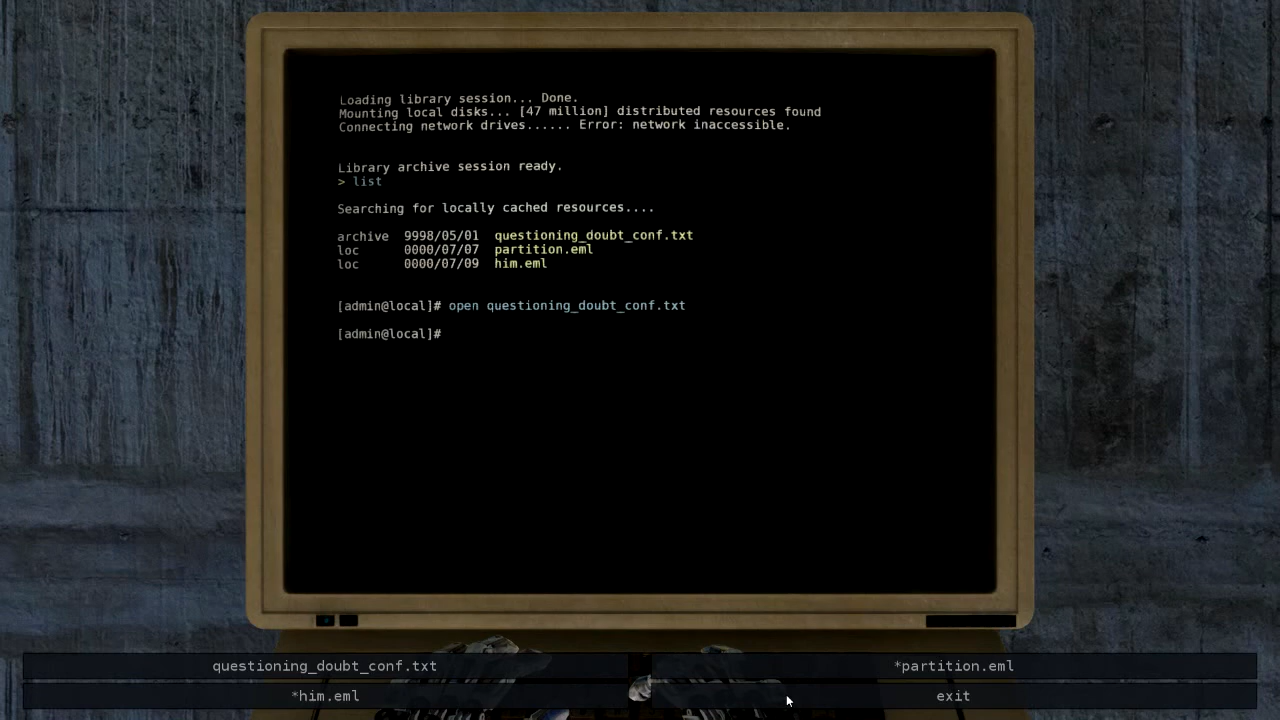 Loading library session... Done.
Mounting local disks... [47 million] distributed resources found
Connecting network drives...... Error: network inaccessible.
Library archive session ready.
> list
Searching for locally cached resources....
archive 9998/05/01 questioning_doubt_conf.txt
loc 0000/07/07 partition.eml
loc 0000/07/09 him.eml
[admin@local]# open questioning_doubt_conf.txt
[admin@local]#
questioning_doubt_conf.txt
*partition.eml
*him.eml
exit